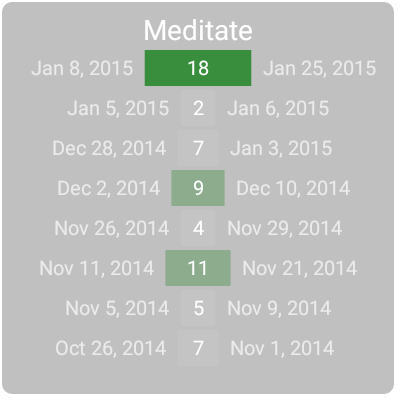 Meditate
Jan 8, 2015 18 Jan 25, 2015
Jan 5, 2015 2 Jan 6, 2015
Dec 28, 2014 7 Jan 3, 2015
Dec 2, 2014 9 Dec 10, 2014
Nov 26, 2014 4 Nov 29, 2014
Nov 11, 2014 11 Nov 21, 2014
Nov 5, 2014 5 Nov 9, 2014
Oct 26, 2014 7 Nov 1, 2014